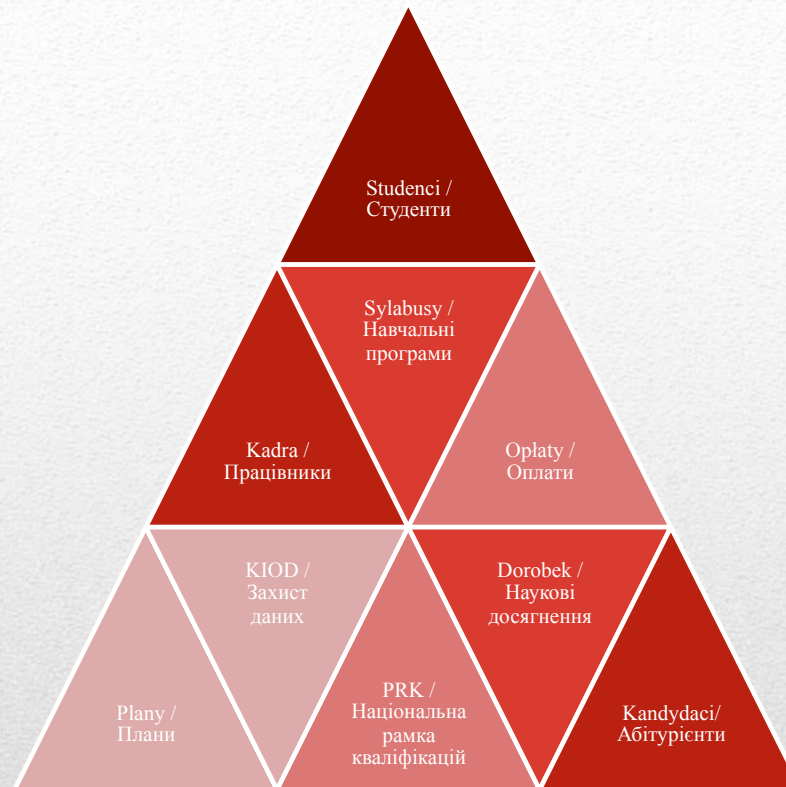 Studenci /
Студенти
Sylabusy /
Навчальні
програми
Kadra /
Працівники
Opłaty /
Оплати
KIOD /
Захист
даних
Dorobek /
Наукові
досягнення
Plany /
Плани
PRK /
Національна
рамка
кваліфікацій
Kandydaci/
Абітурієнти